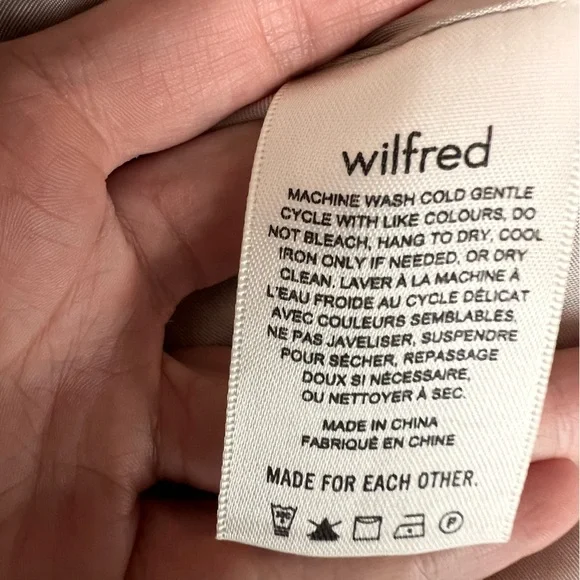 wilfred
MACHINE WASH COLD GENTLE
CYCLE WITH LIKE COLOURS, DO
NOT BLEACH, HANG TO DRY, COOL
IRON ONLY IF NEEDED, OR DRY
CLEAN. LAVER À LA MACHINE À
L'EAU FROIDE AU CYCLE DÉLICAT
AVEC COULEURS SEMBLABLES,
NE PAS JAVELISER, SUSPENDRE
POUR SÉCHER, REPASSAGE
DOUX SI NÉCESSAIRE,
OU NETTOYER À SEC.
MADE IN CHINA
FABRIQUÉ EN CHINE
MADE FOR EACH OTHER.
P